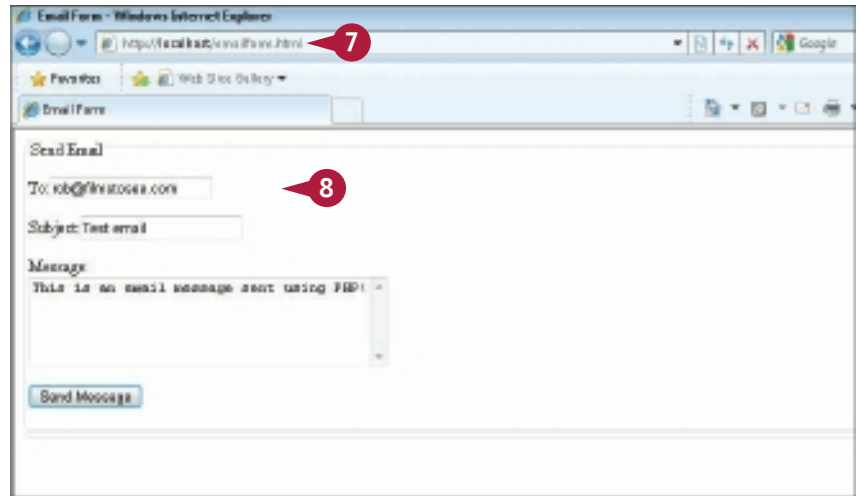 Email Form - Windows Internet Explorer
http://localhost/emailform.html
7
Google
Favorites
Web Slice Gallery
Email Form
Send Email
To: rob@filmstosee.com
8
Subject: Test email
Message:
This is an email message sent using PHP!
Send Message